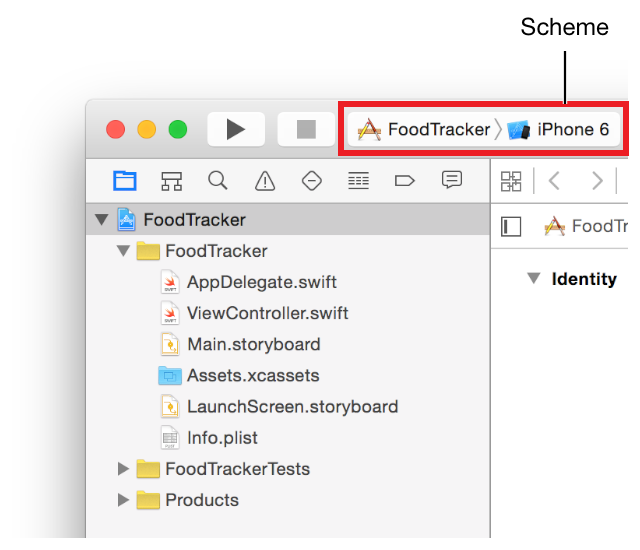 Scheme
FoodTracker
iPhone 6
FoodTracker
FoodTr
FoodTracker
AppDelegate.swift
Identity
ViewController.swift
Main.storyboard
Assets.xcassets
LaunchScreen.storyboard
Info.plist
FoodTrackerTests
Products